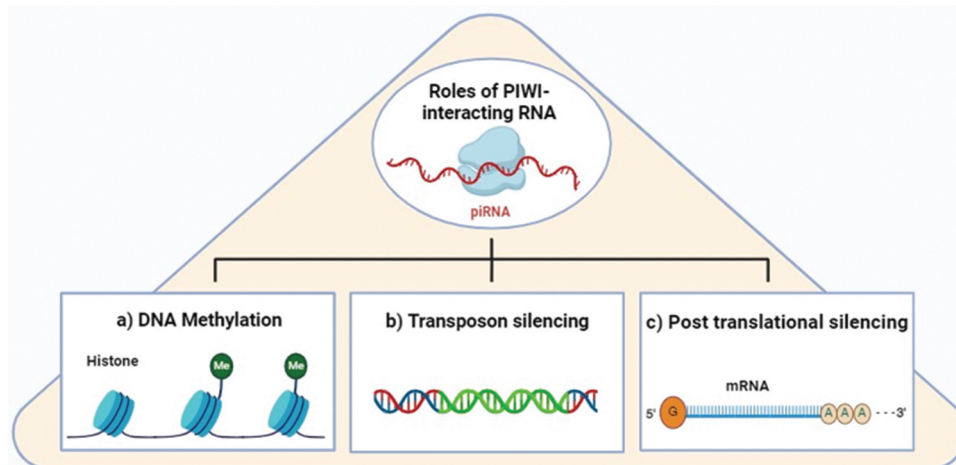 Roles of PIWI-
interacting RNA
piRNA
a) DNA Methylation
Histone
Me
Me
b) Transposon silencing
c) Post translational silencing
mRNA
5' G A A A ---3'